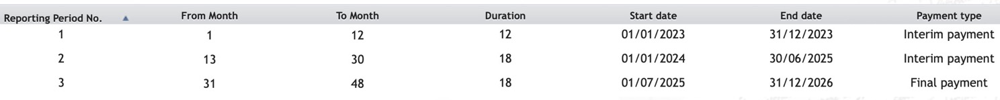 Reporting Period No. From Month To Month Duration Start date End date Payment type
1 1 12 12 01/01/2023 31/12/2023 Interim payment
2 13 30 18 01/01/2024 30/06/2025 Interim payment
3 31 48 18 01/07/2025 31/12/2026 Final payment